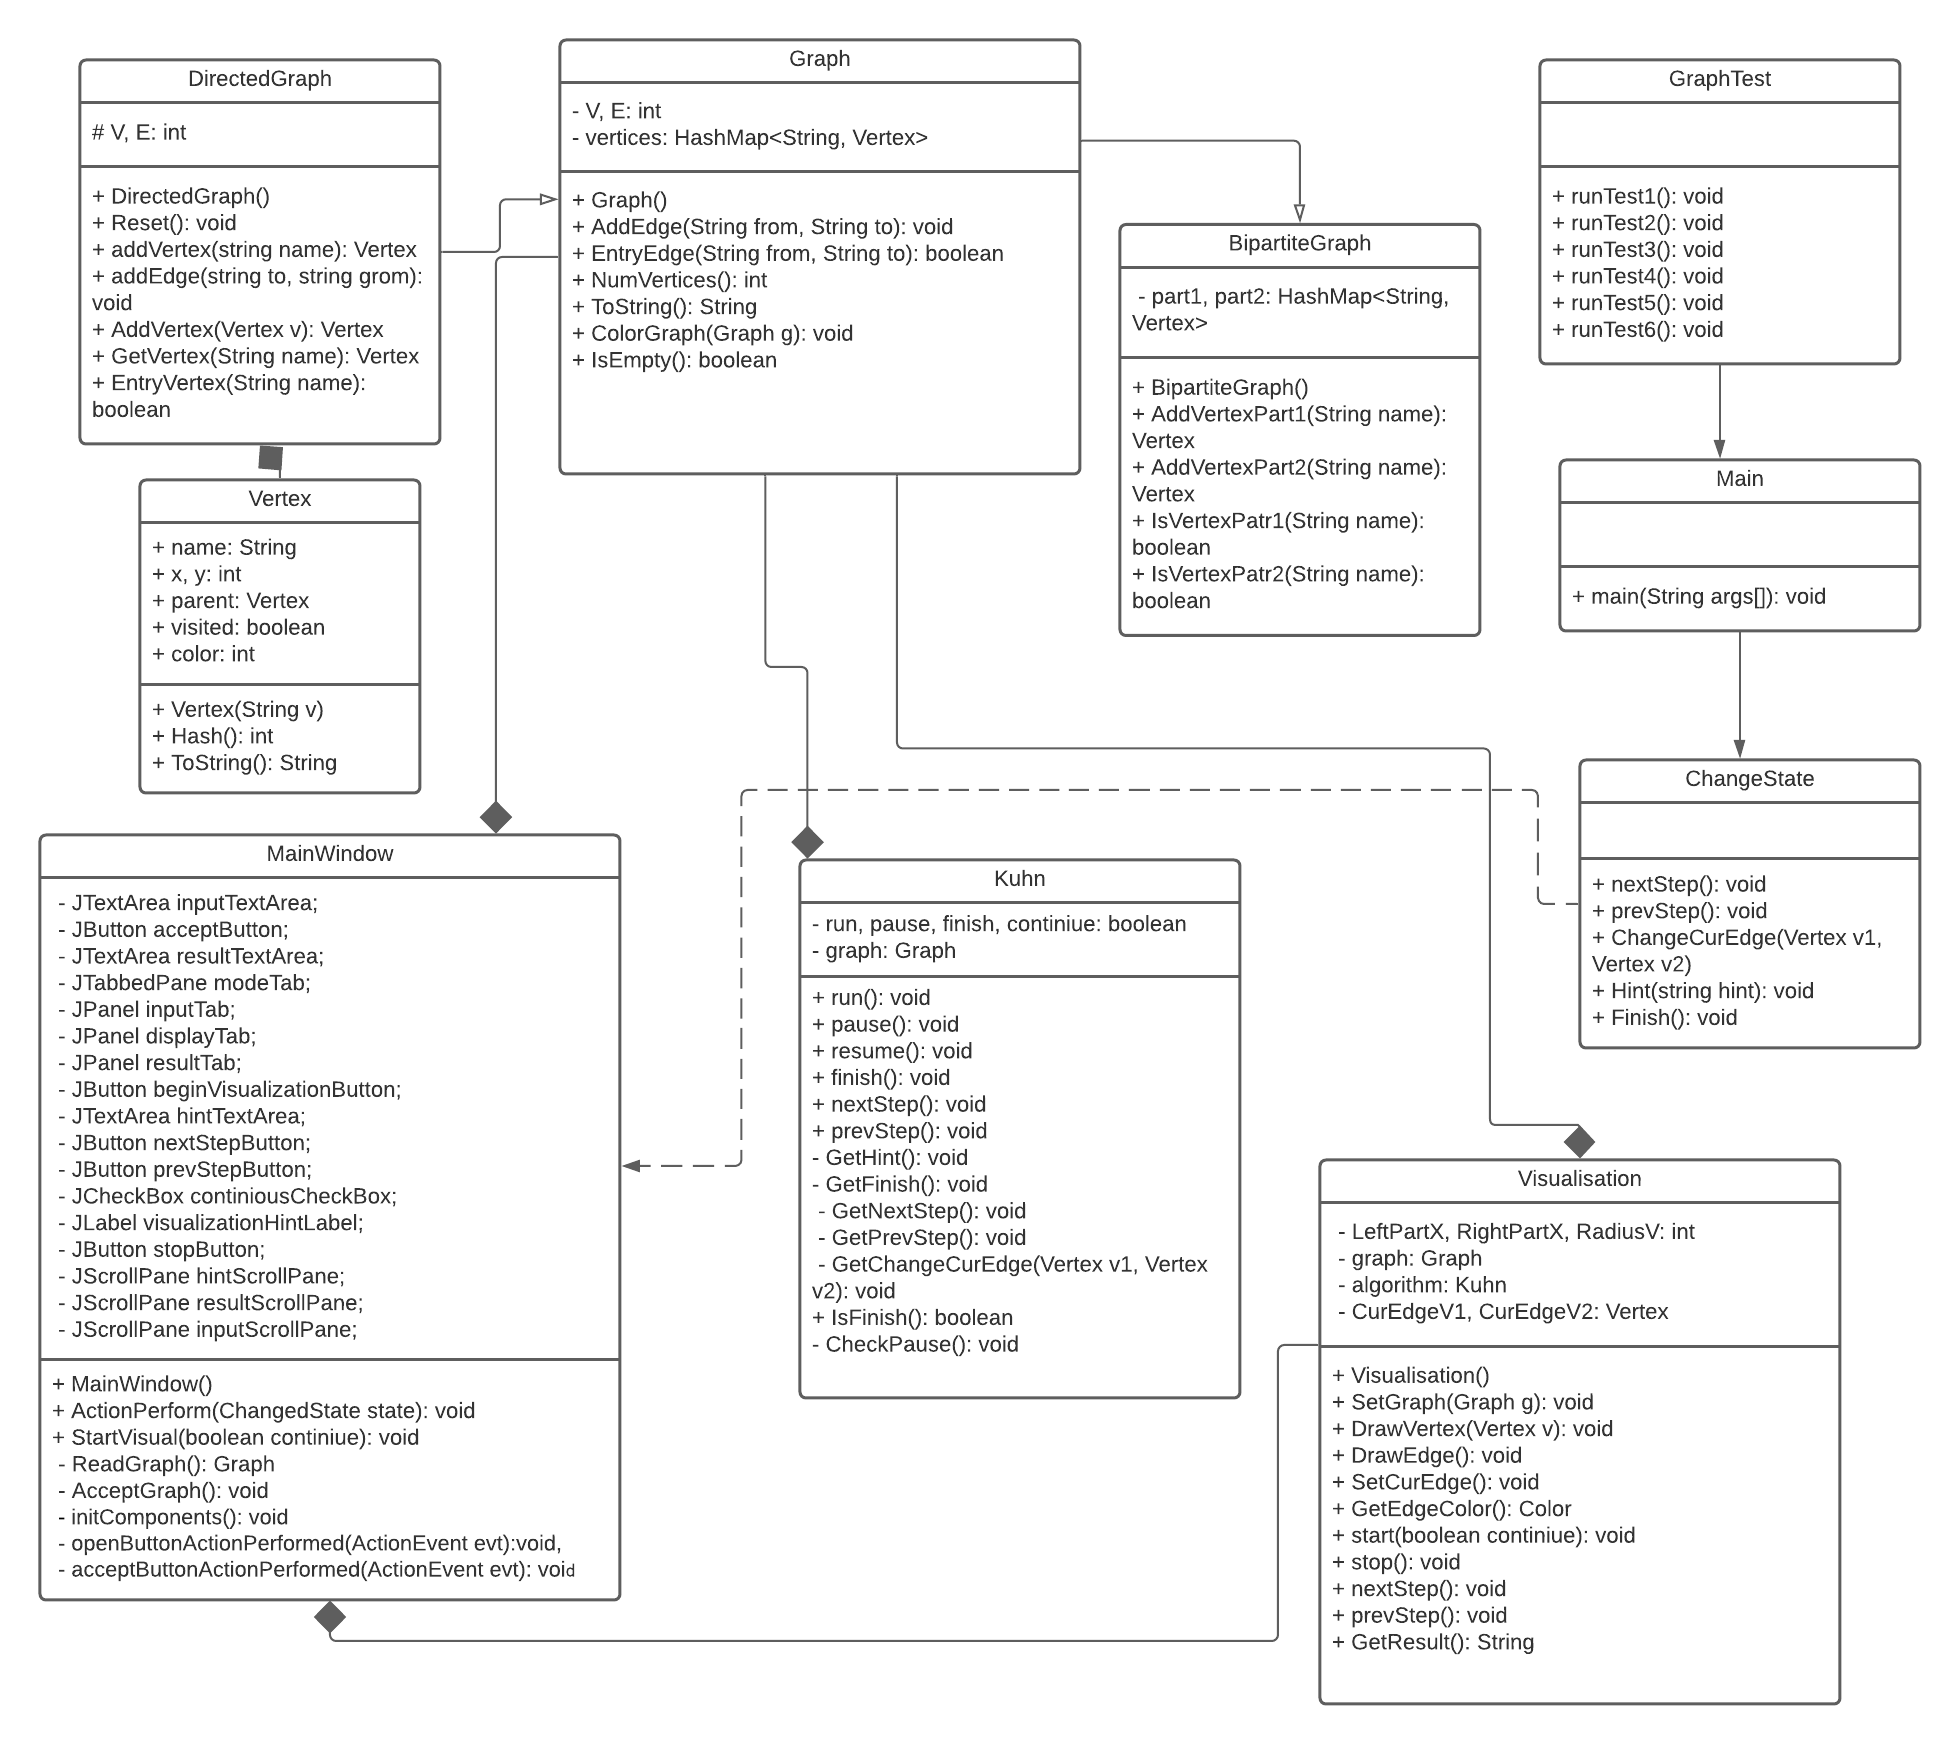 DirectedGraph
# V, E: int
+ DirectedGraph()
+ Reset(): void
+ addVertex(string name): Vertex
+ addEdge(string to, string grom):
void
+ AddVertex(Vertex v): Vertex
+ GetVertex(String name): Vertex
+ EntryVertex(String name):
boolean
Graph
- V, E: int
- vertices: HashMap<String, Vertex>
+ Graph()
+ AddEdge(String from, String to): void
+ EntryEdge(String from, String to): boolean
+ NumVertices(): int
+ ToString(): String
+ ColorGraph(Graph g): void
+ IsEmpty(): boolean
BipartiteGraph
- part1, part2: HashMap<String,
Vertex>
+ BipartiteGraph()
+ AddVertexPart1(String name):
Vertex
+ AddVertexPart2(String name):
Vertex
+ IsVertexPatr1(String name):
boolean
+ IsVertexPatr2(String name):
boolean
GraphTest
+ runTest1(): void
+ runTest2(): void
+ runTest3(): void
+ runTest4(): void
+ runTest5(): void
+ runTest6(): void
Main
+ main(String args[]): void
Vertex
+ name: String
+ x, y: int
+ parent: Vertex
+ visited: boolean
+ color: int
+ Vertex(String v)
+ Hash(): int
+ ToString(): String
ChangeState
+ nextStep(): void
+ prevStep(): void
+ ChangeCurEdge(Vertex v1,
Vertex v2)
+ Hint(string hint): void
+ Finish(): void
MainWindow
- JTextArea inputTextArea;
- JButton acceptButton;
- JTextArea resultTextArea;
- JTabbedPane modeTab;
- JPanel inputTab;
- JPanel displayTab;
- JPanel resultTab;
- JButton beginVisualizationButton;
- JTextArea hintTextArea;
- JButton nextStepButton;
- JButton prevStepButton;
- JCheckBox continiousCheckBox;
- JLabel visualizationHintLabel;
- JButton stopButton;
- JScrollPane hintScrollPane;
- JScrollPane resultScrollPane;
- JScrollPane inputScrollPane;
+ MainWindow()
+ ActionPerform(ChangedState state): void
+ StartVisual(boolean continiue): void
- ReadGraph(): Graph
- AcceptGraph(): void
- initComponents(): void
- openButtonActionPerformed(ActionEvent evt):void,
- acceptButtonActionPerformed(ActionEvent evt): void
Kuhn
- run, pause, finish, continiue: boolean
- graph: Graph
+ run(): void
+ pause(): void
+ resume(): void
+ finish(): void
+ nextStep(): void
+ prevStep(): void
- GetHint(): void
- GetFinish(): void
- GetNextStep(): void
- GetPrevStep(): void
- GetChangeCurEdge(Vertex v1, Vertex
v2): void
+ IsFinish(): boolean
- CheckPause(): void
Visualisation
- LeftPartX, RightPartX, RadiusV: int
- graph: Graph
- algorithm: Kuhn
- CurEdgeV1, CurEdgeV2: Vertex
+ Visualisation()
+ SetGraph(Graph g): void
+ DrawVertex(Vertex v): void
+ DrawEdge(): void
+ SetCurEdge(): void
+ GetEdgeColor(): Color
+ start(boolean continiue): void
+ stop(): void
+ nextStep(): void
+ prevStep(): void
+ GetResult(): String